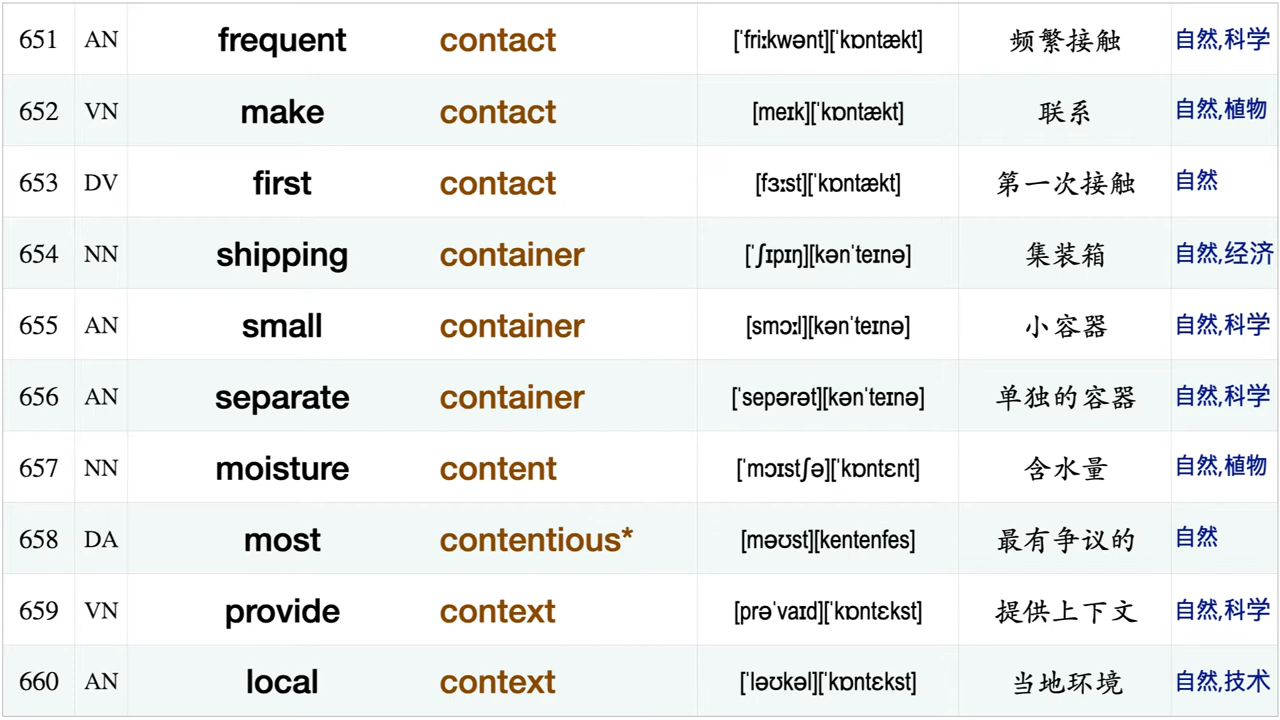 651 AN frequent contact [ˈfriːkwənt][ˈkɒntækt] 频繁接触 自然,科学
652 VN make contact [meɪk][ˈkɒntækt] 联系 自然,植物
653 DV first contact [fɜːst][ˈkɒntækt] 第一次接触 自然
654 NN shipping container [ˈʃɪpɪŋ][kənˈteɪnə] 集装箱 自然,经济
655 AN small container [smɔːl][kənˈteɪnə] 小容器 自然,科学
656 AN separate container [ˈsepərət][kənˈteɪnə] 单独的容器 自然,科学
657 NN moisture content [ˈmɔɪstʃə][ˈkɒntɛnt] 含水量 自然,植物
658 DA most contentious* [məʊst][kentenfes] 最有争议的 自然
659 VN provide context [prəˈvaɪd][ˈkɒntɛkst] 提供上下文 自然,科学
660 AN local context [ˈləʊkəl][ˈkɒntɛkst] 当地环境 自然,技术